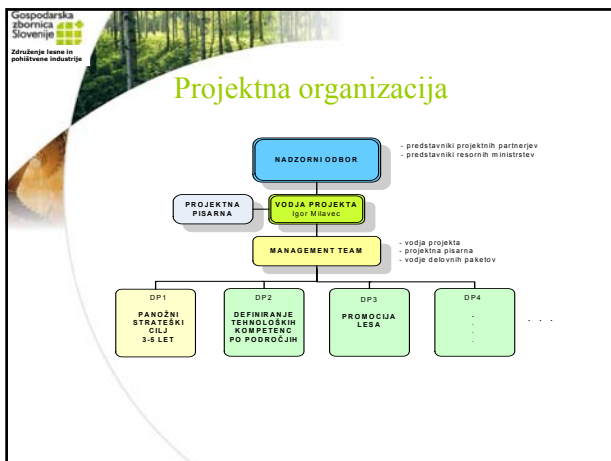 Gospodarska
zbornica
Slovenije
Združenje lesne in
pohištvene industrije
Projektna organizacija
NADZORNI ODBOR
- predstavniki projektnih partnerjev
- predstavniki resornih ministrstev
PROJEKTNA
PISARNA
VODJA PROJEKTA
Igor Milavec
MANAGEMENT TEAM
- vodja projekta
- projektna pisarna
- vodje delovnih paketov
DP1
PANOŽNI
STRATEŠKI
CILJ
3-5 LET
DP2
DEFINIRANJE
TEHNOLOŠKIH
KOMPETENC
PO PODROČJIH
DP3
PROMOCIJA
LESA
DP4
.
.
.
.
. . .